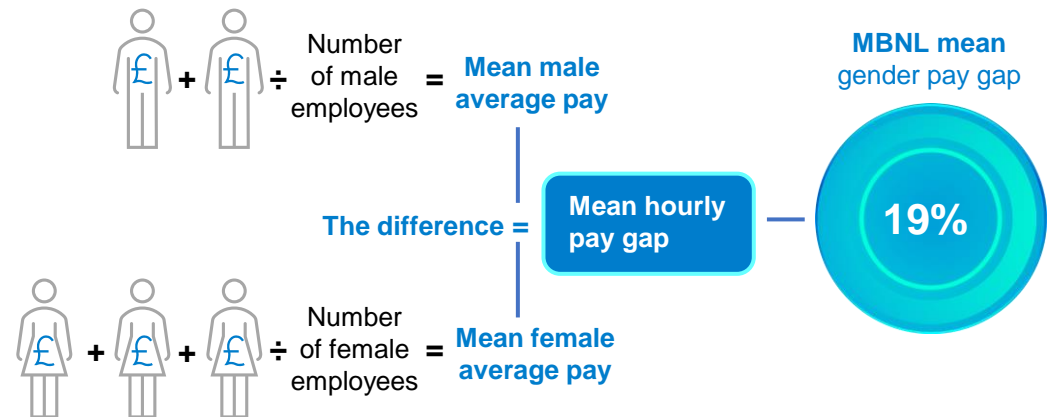 £ + £ ÷ Number of male employees = Mean male average pay
MBNL mean
gender pay gap
The difference =
Mean hourly
pay gap
19%
£ + £ + £ ÷ Number of female employees = Mean female average pay